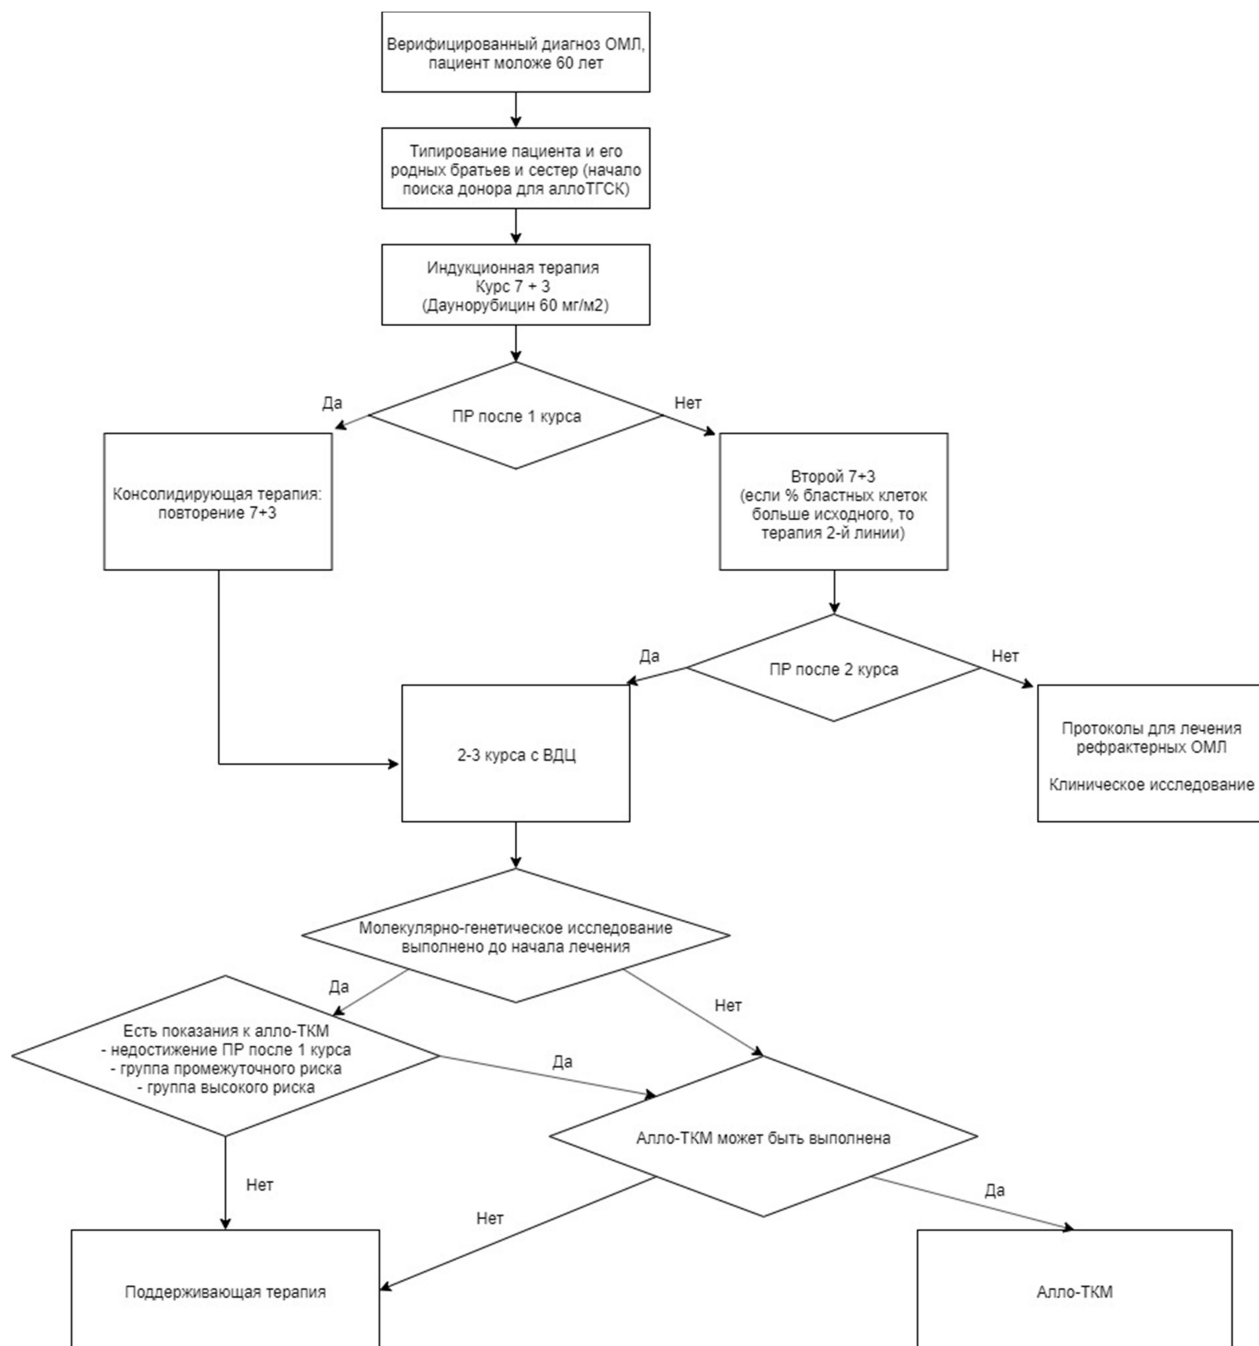 Верифицированный диагноз ОМЛ,
пациент моложе 60 лет
Типирование пациента и его
родных братьев и сестер (начало
поиска донора для аллоТГСК)
Индукционная терапия
Курс 7 + 3
(Даунорубицин 60 мг/м2)
ПР после 1 курса
Да
Нет
Консолидирующая терапия:
повторение 7+3
Второй 7+3
(если % бластных клеток
больше исходного, то
терапия 2-й линии)
ПР после 2 курса
Да
Нет
2-3 курса с ВДЦ
Протоколы для лечения
рефрактерных ОМЛ
Клиническое исследование
Молекулярно-генетическое исследование
выполнено до начала лечения
Да
Нет
Есть показания к алло-ТКМ
- недостижение ПР после 1 курса
- группа промежуточного риска
- группа высокого риска
Да
Алло-ТКМ может быть выполнена
Нет
Нет
Да
Поддерживающая терапия
Алло-ТКМ